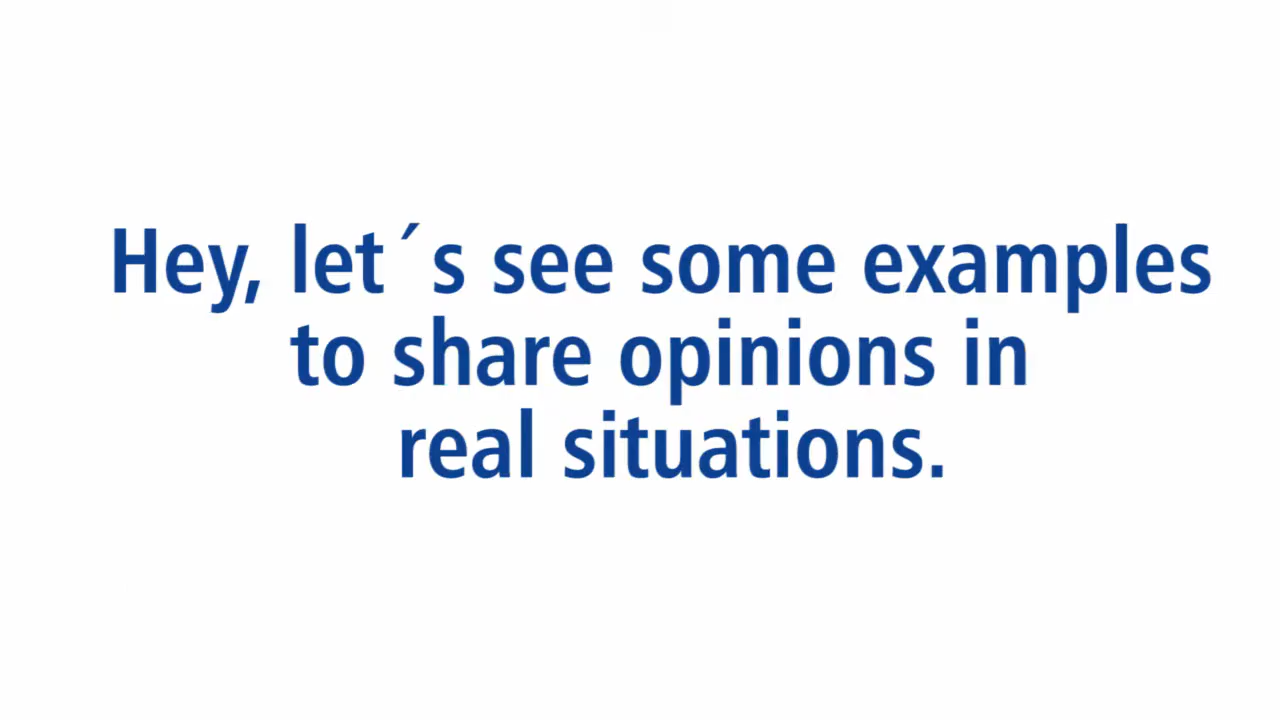 Hey, let´s see some examples
to share opinions in
real situations.